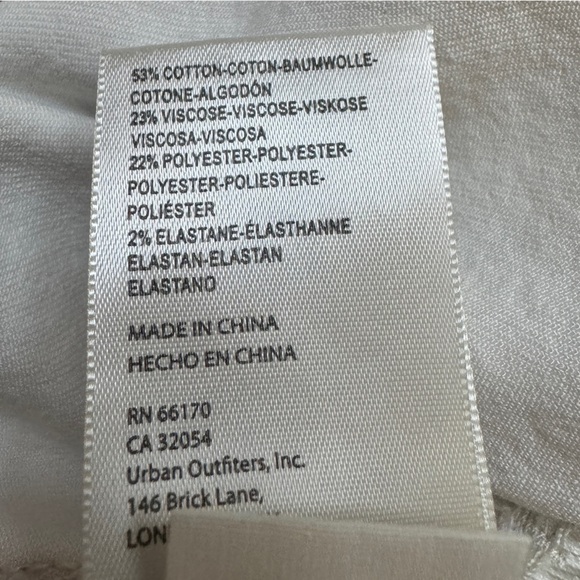 53% COTTON-COTON-BAUMWOLLE-
COTONE-ALGODÓN
23% VISCOSE-VISCOSE-VISKOSE
VISCOSA-VISCOSA
22% POLYESTER-POLYESTER-
POLYESTER-POLIESTERE-
POLIÉSTER
2% ELASTANE-ÉLASTHANNE
ELASTAN-ELASTAN
ELASTANO
MADE IN CHINA
HECHO EN CHINA
RN 66170
CA 32054
Urban Outfiters, Inc.
146 Brick Lane,
LON